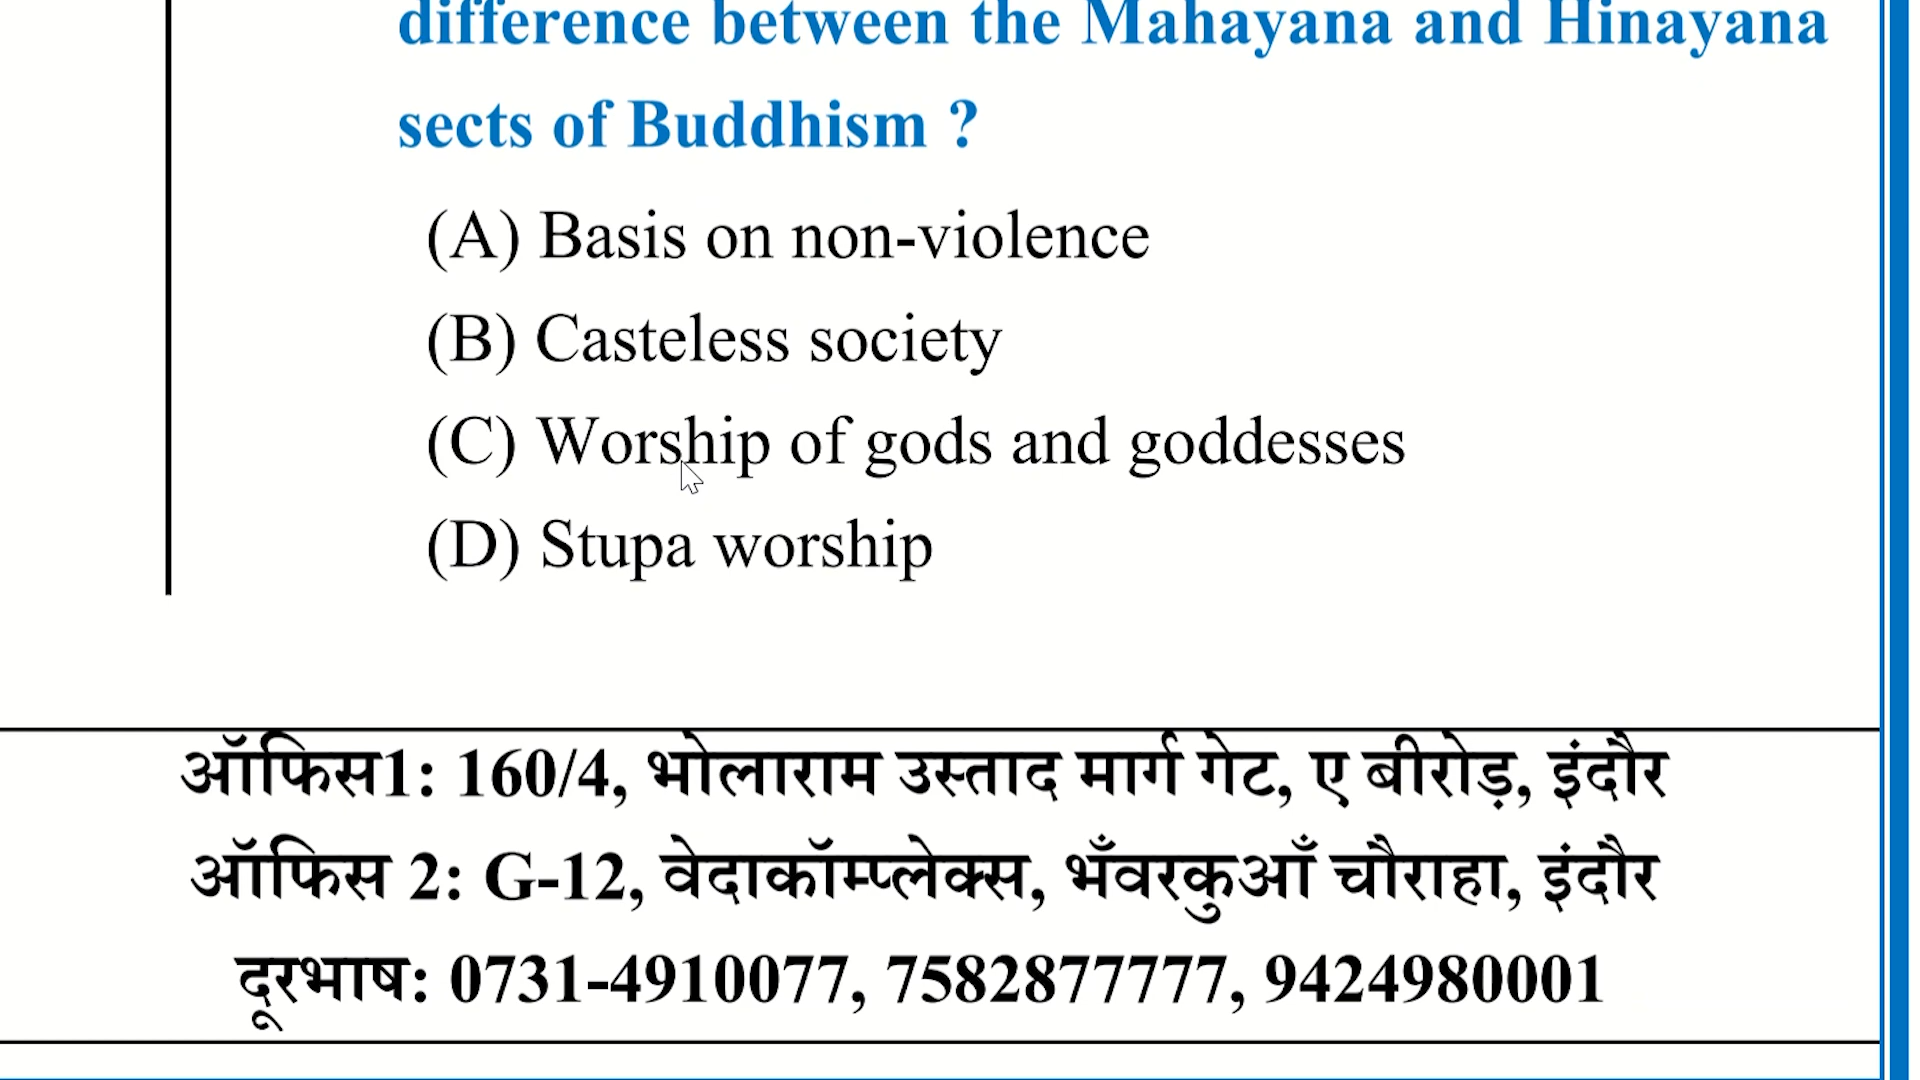 difference between the Mahayana and Hinayana
sects of Buddhism ?
(A) Basis on non-violence
(B) Casteless society
(C) Worship of gods and goddesses
(D) Stupa worship
ऑफिस1: 160/4, भोलाराम उस्ताद मार्ग गेट, ए बीरोड़, इंदौर
ऑफिस 2: G-12, वेदाकॉम्प्लेक्स, भँवरकुआँ चौराहा, इंदौर
दूरभाष: 0731-4910077, 7582877777, 9424980001